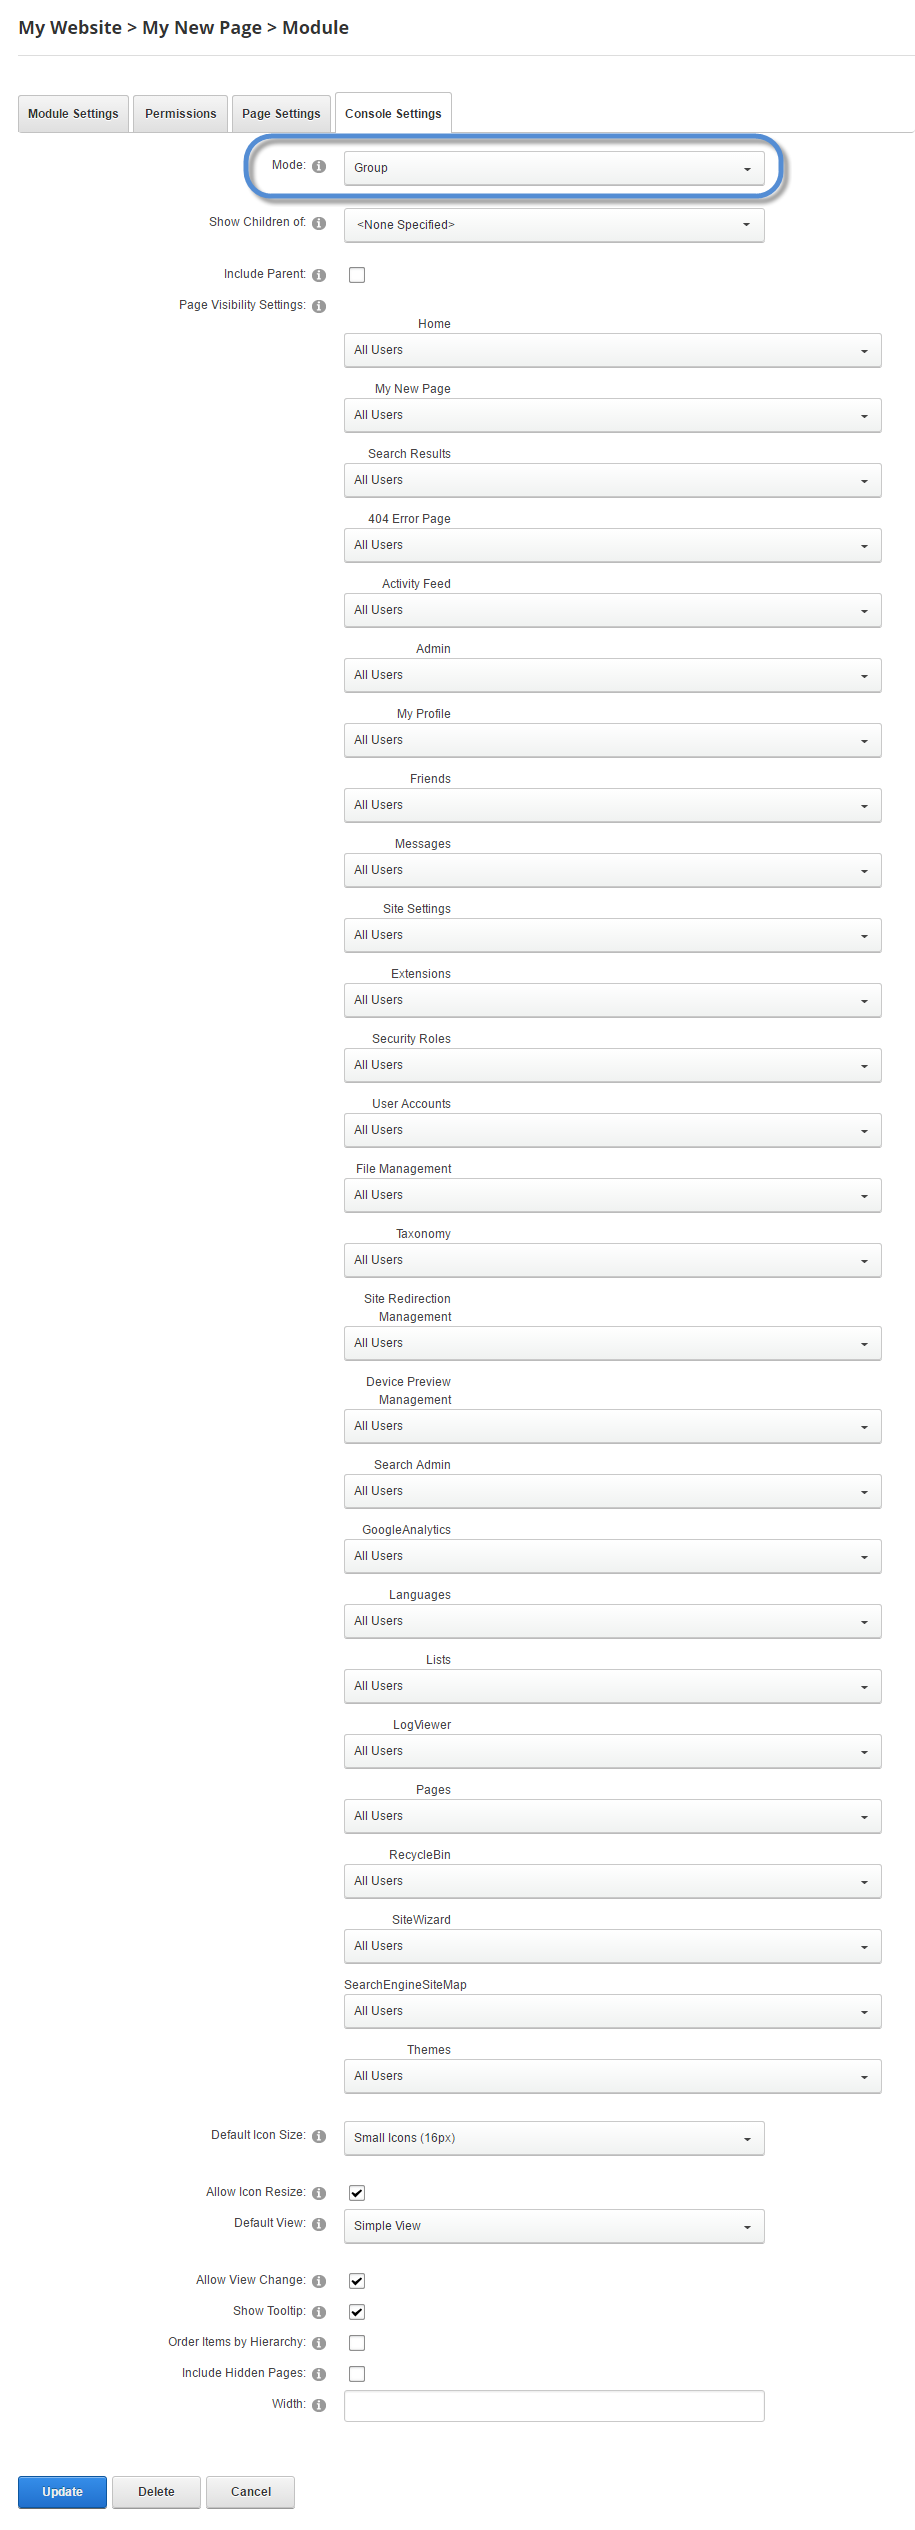 My Website > My New Page > Module
Module Settings Permissions Page Settings Console Settings
Mode: Group
Show Children of: <None Specified>
Include Parent:
Page Visibility Settings:
Home
All Users
My New Page
All Users
Search Results
All Users
404 Error Page
All Users
Activity Feed
All Users
Admin
All Users
My Profile
All Users
Friends
All Users
Messages
All Users
Site Settings
All Users
Extensions
All Users
Security Roles
All Users
User Accounts
All Users
File Management
All Users
Taxonomy
All Users
Site Redirection
Management
All Users
Device Preview
Management
All Users
Search Admin
All Users
GoogleAnalytics
All Users
Languages
All Users
Lists
All Users
LogViewer
All Users
Pages
All Users
RecycleBin
All Users
SiteWizard
All Users
SearchEngineSiteMap
All Users
Themes
All Users
Default Icon Size: Small Icons (16px)
Allow Icon Resize:
Default View: Simple View
Allow View Change:
Show Tooltip:
Order Items by Hierarchy:
Include Hidden Pages:
Width:
Update Delete Cancel